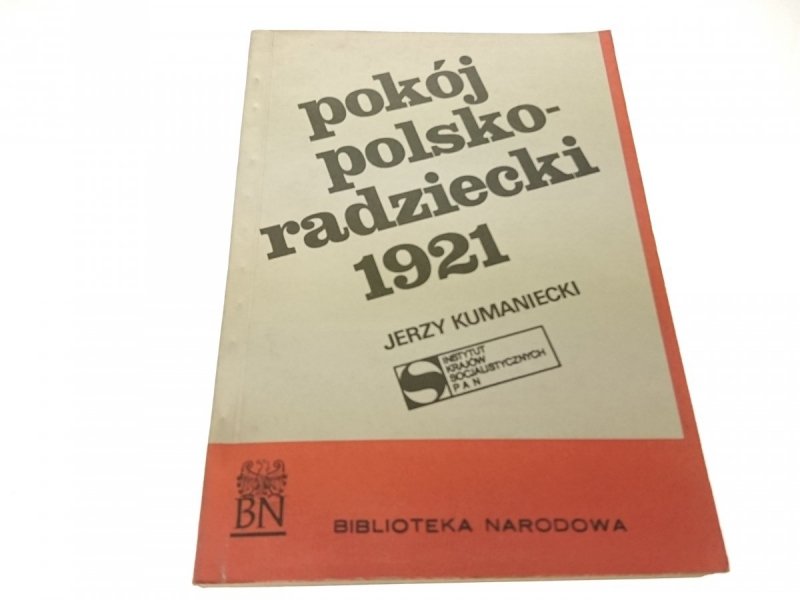 pokój
polsko-
radziecki
1921
JERZY KUMANIECKI
INSTYTUT
KRAJÓW
SOCJALISTYCZNYCH
PAN
BN
BIBLIOTEKA NARODOWA